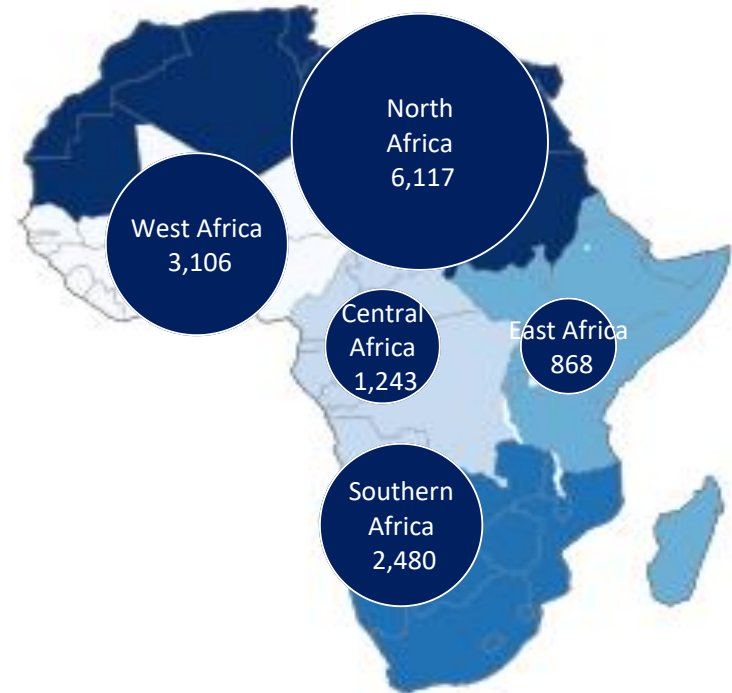 North
Africa
6,117
West Africa
3,106
Central
Africa
1,243
East Africa
868
Southern
Africa
2,480